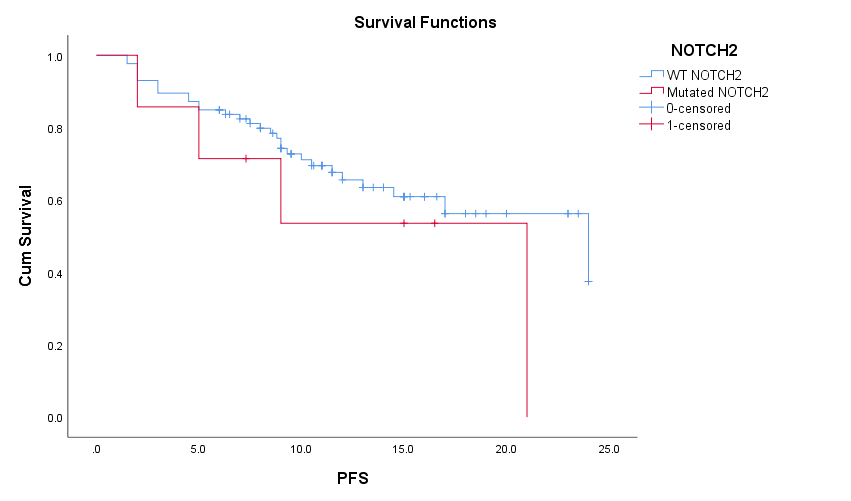 Survival Functions
NOTCH2
WT NOTCH2
Mutated NOTCH2
0-censored
1-censored
Cum Survival
1.0
0.8
0.6
0.4
0.2
0.0
.0 5.0 10.0 15.0 20.0 25.0
PFS